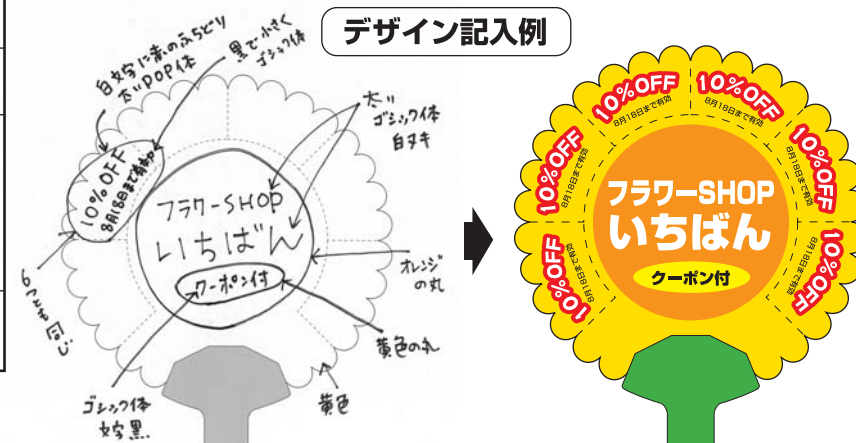 デザイン記入例
白文字に赤のふちどり
太いPOP体
黒で小さく
ゴシック体
太い
ゴシック体
白ヌキ
10%OFF
8月18日まで有効
フラワーSHOP
いちばん
クーポン付
オレンジ
の丸
黄色の丸
黄色
6つとも同じ
ゴシック体
文字黒
10%OFF
8月18日まで有効
10%OFF
8月18日まで有効
10%OFF
8月18日まで有効
10%OFF
8月18日まで有効
10%OFF
8月18日まで有効
10%OFF
8月18日まで有効
フラワーSHOP
いちばん
クーポン付